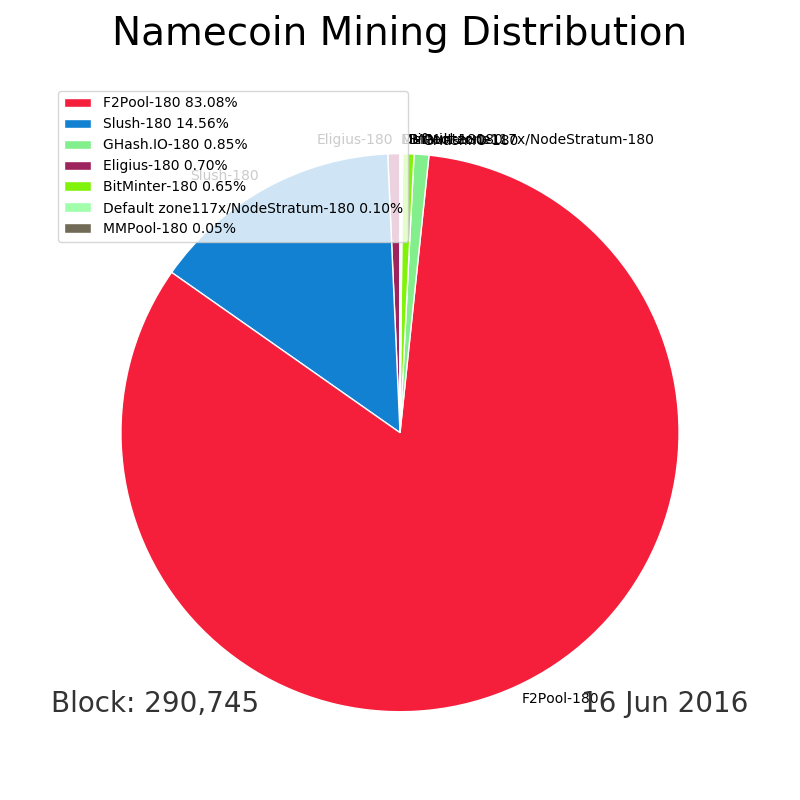 Namecoin Mining Distribution
F2Pool-180 83.08%
Slush-180 14.56%
GHash.IO-180 0.85%
Eligius-180 0.70%
BitMinter-180 0.65%
Default zone117x/NodeStratum-180 0.10%
MMPool-180 0.05%
Eligius-180
Slush-180
F2Pool-180
Block: 290,745
16 Jun 2016